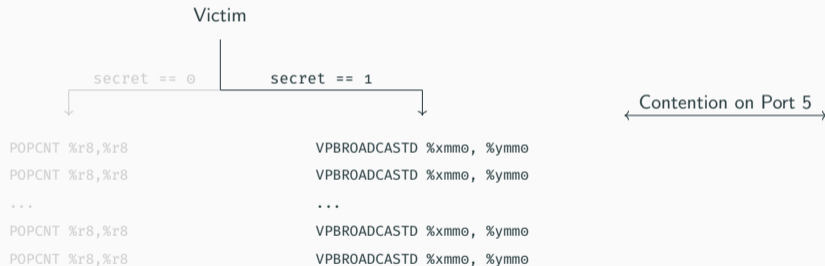 Victim
secret == 0
secret == 1
Contention on Port 5
POPCNT %r8,%r8
VPBROADCASTD %xmm0, %ymm0
POPCNT %r8,%r8
VPBROADCASTD %xmm0, %ymm0
...
...
POPCNT %r8,%r8
VPBROADCASTD %xmm0, %ymm0
POPCNT %r8,%r8
VPBROADCASTD %xmm0, %ymm0